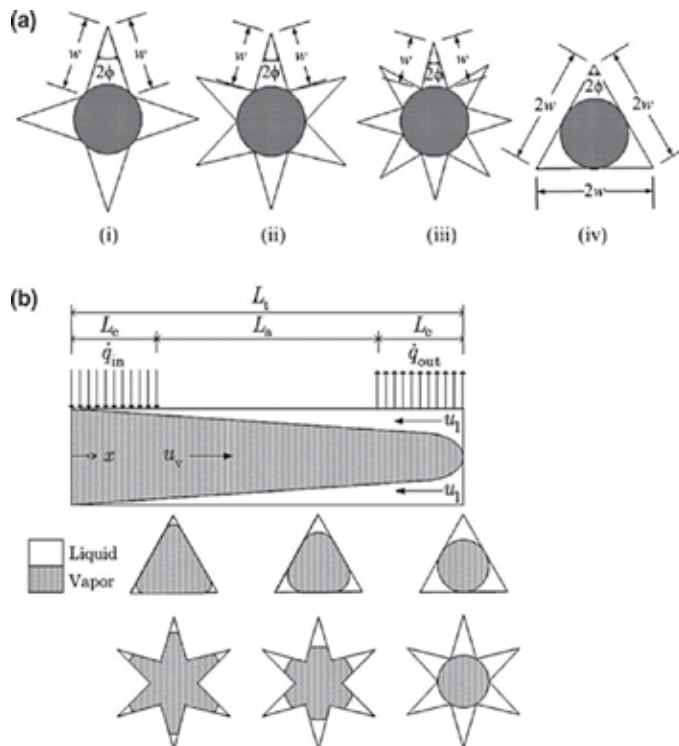 (a)
w w w w w w
2ϕ 2ϕ 2ϕ 2ϕ
2w 2w
2w
(i) (ii) (iii) (iv)
(b)
Lt
Le La Lc
q̇in q̇out
ul
x uv
ul
Liquid
Vapor